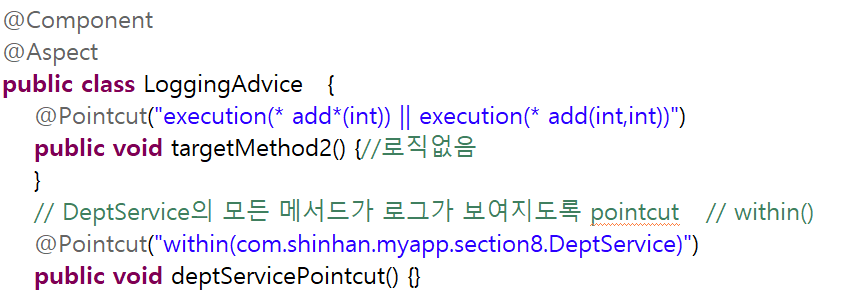 @Component
@Aspect
public class LoggingAdvice {
@Pointcut("execution(* add*(int)) || execution(* add(int,int))")
public void targetMethod2() {//로직없음
}
// DeptService의 모든 메서드가 로그가 보여지도록 pointcut // within()
@Pointcut("within(com.shinhan.myapp.section8.DeptService)")
public void deptServicePointcut() {}